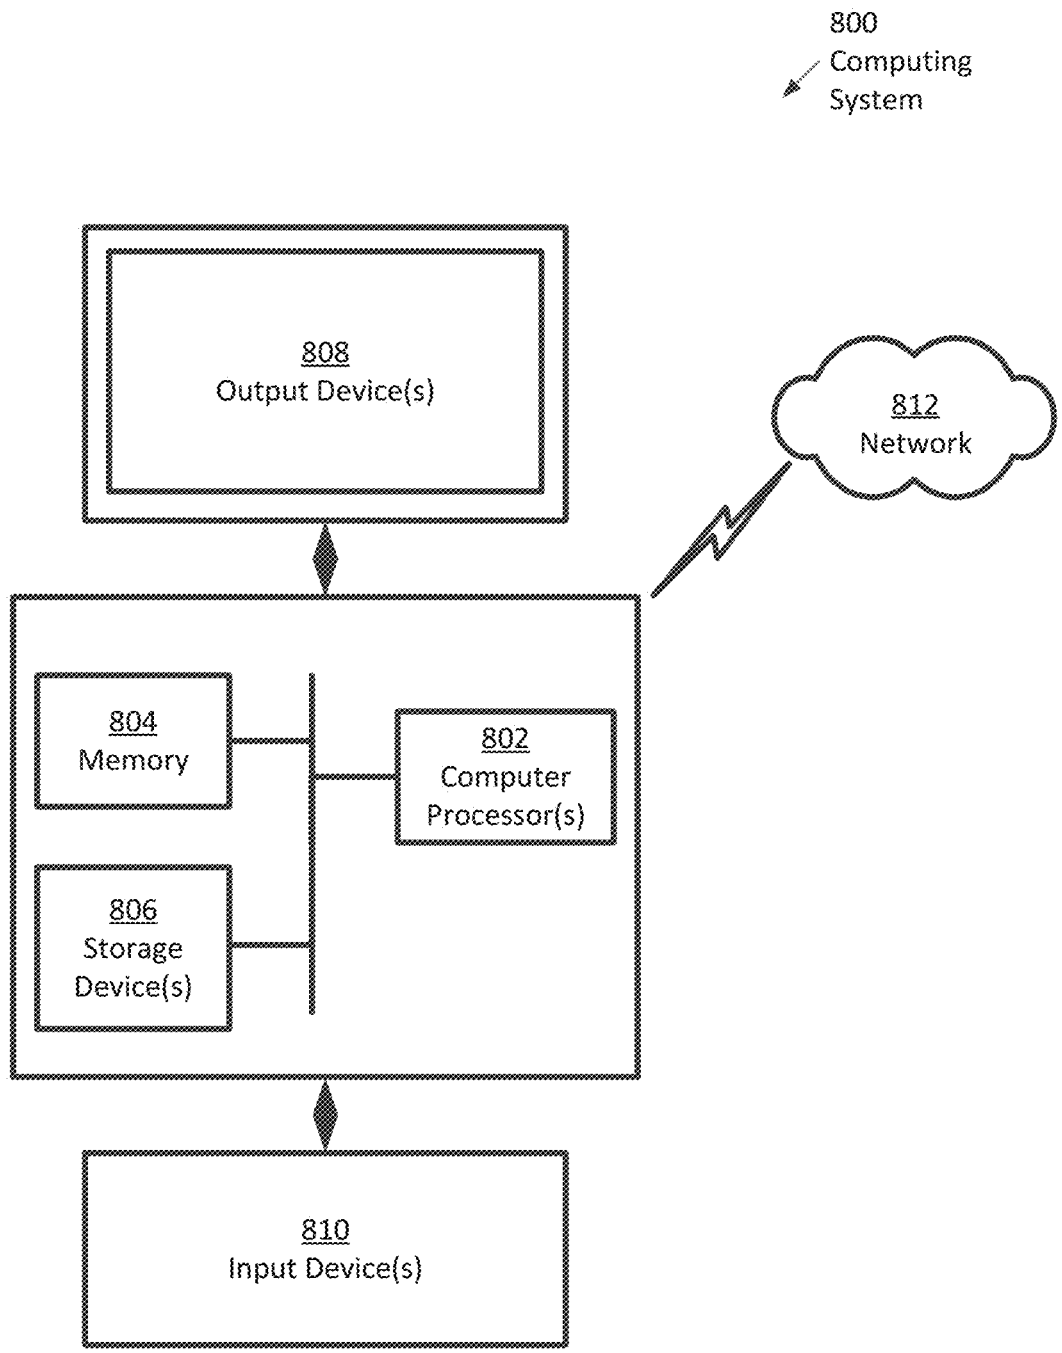 800
Computing
System
808
Output Device(s)
812
Network
804
Memory
802
Computer
Processor(s)
806
Storage
Device(s)
810
Input Device(s)